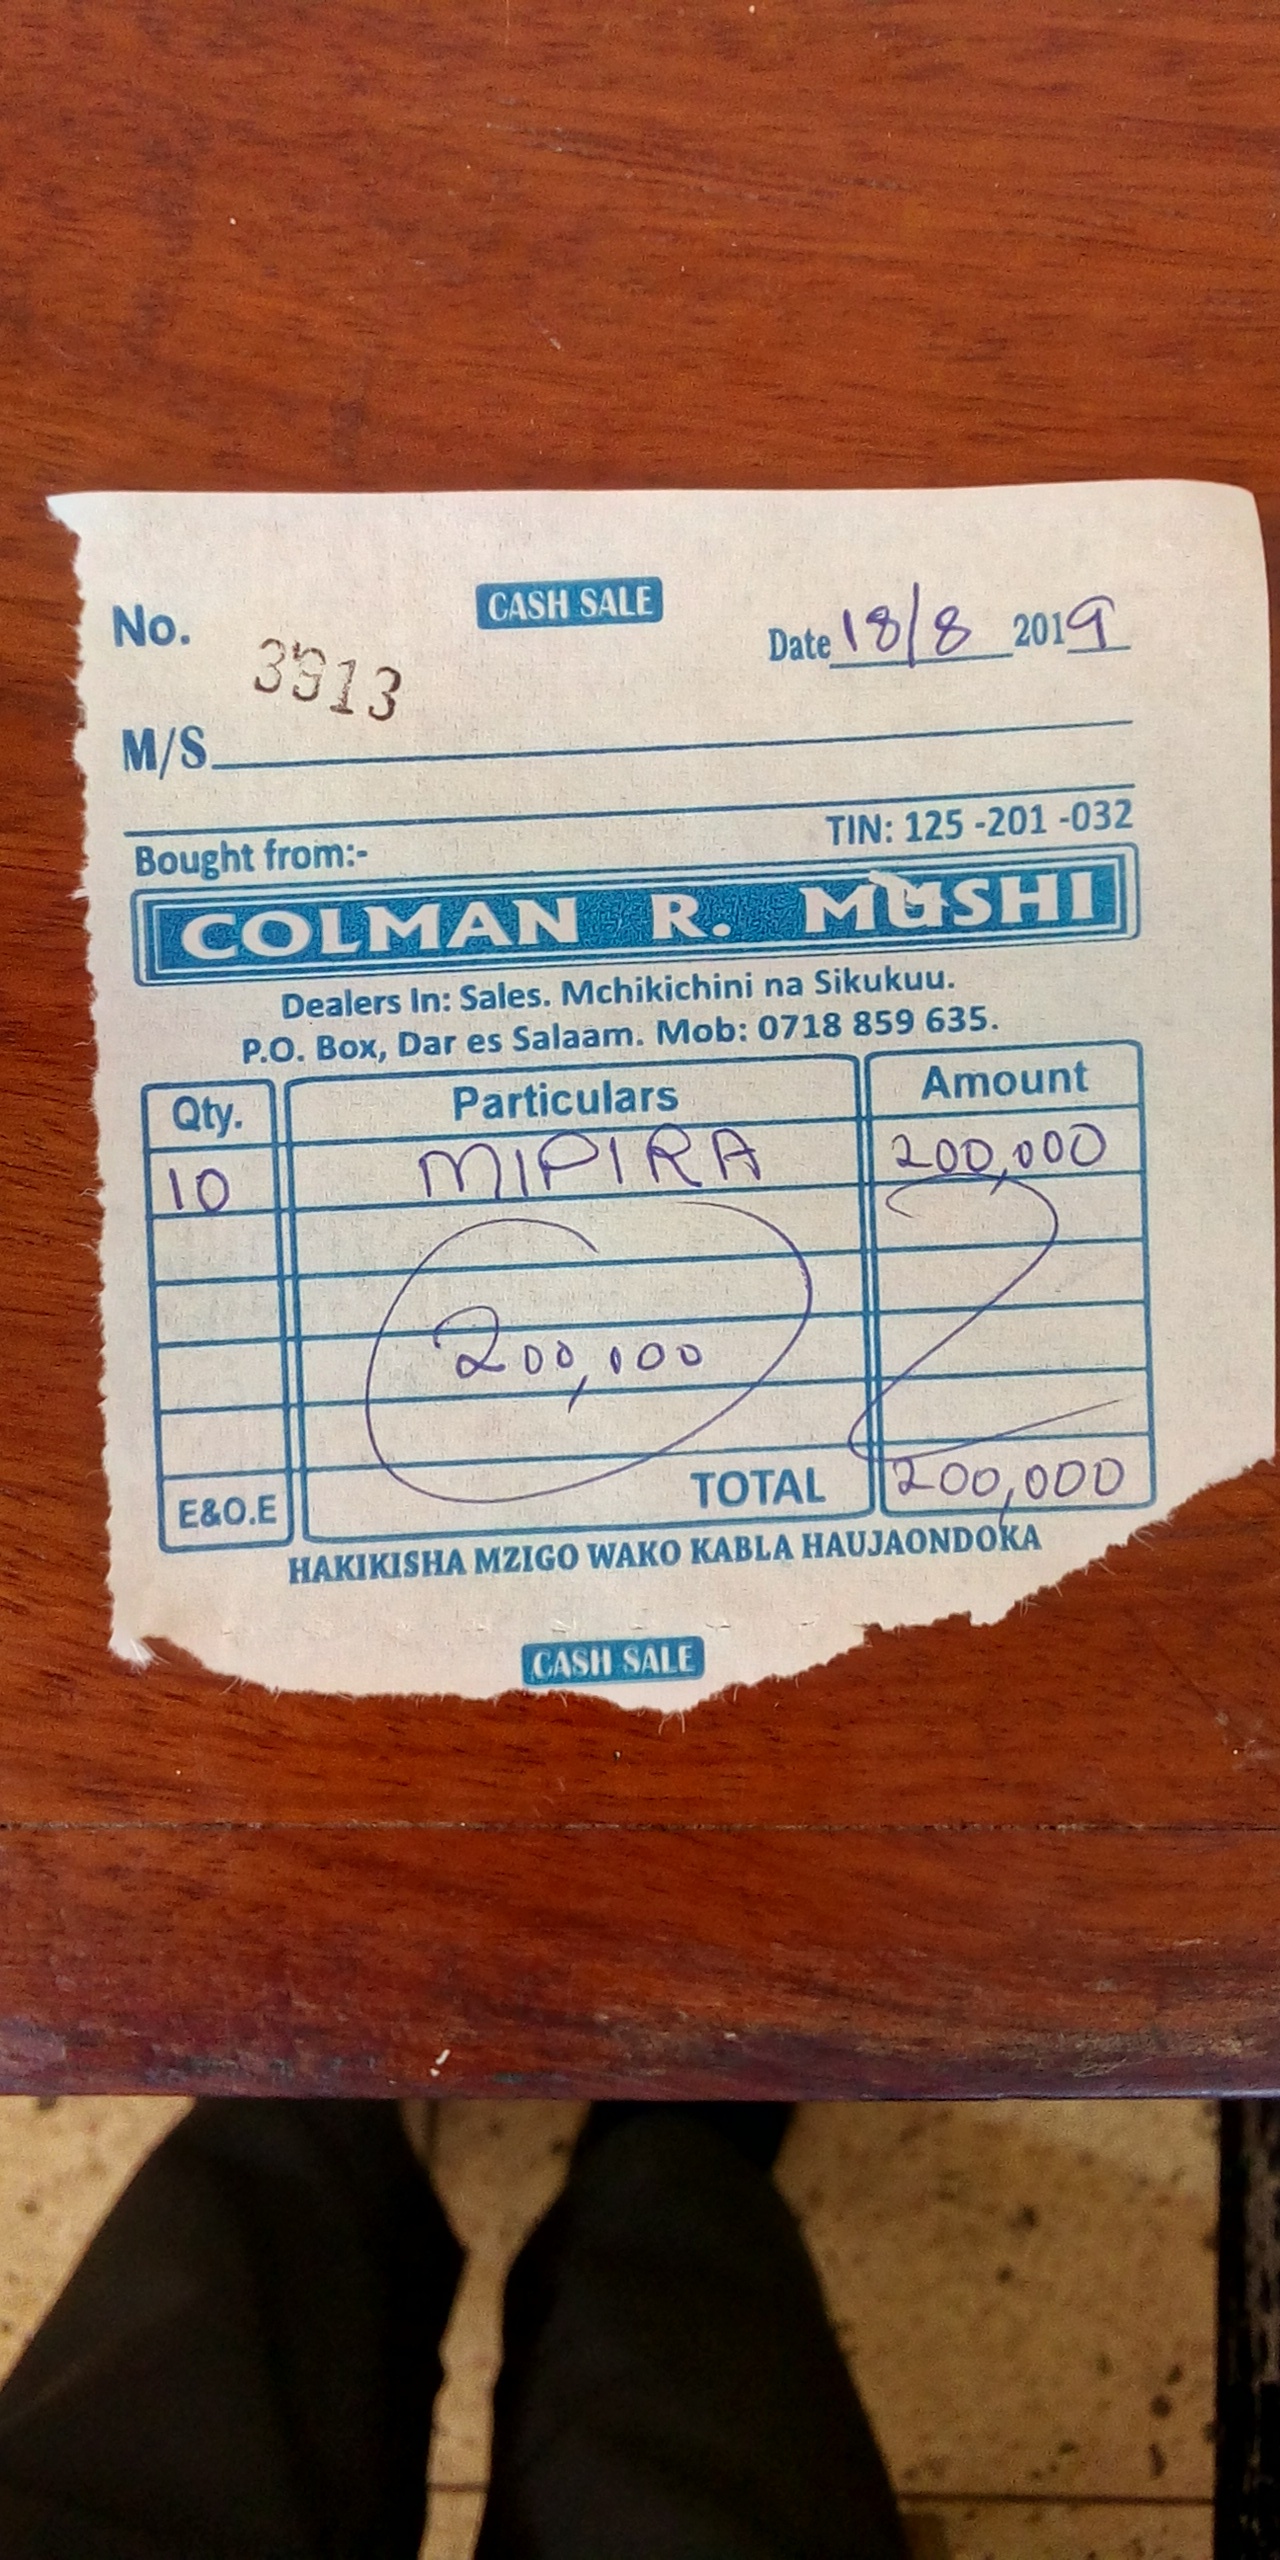 CASH SALE
No. 3913
Date 18/8 2019
M/S
TIN: 125 -201 -032
Bought from:-
COLMAN R. MUSHI
Dealers In: Sales. Mchikichini na Sikukuu.
P.O. Box, Dar es Salaam. Mob: 0718 859 635.
Qty. Particulars Amount
10 MIPIRA 200,000
200,000
E&O.E TOTAL 200,000
HAKIKISHA MZIGO WAKO KABLA HAUJAONDOKA
CASH SALE